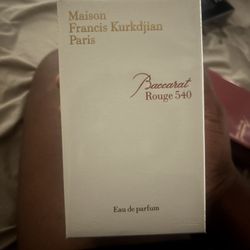 Maison
Francis Kurkdjian
Paris
Baccarat
Rouge 540
Eau de parfum